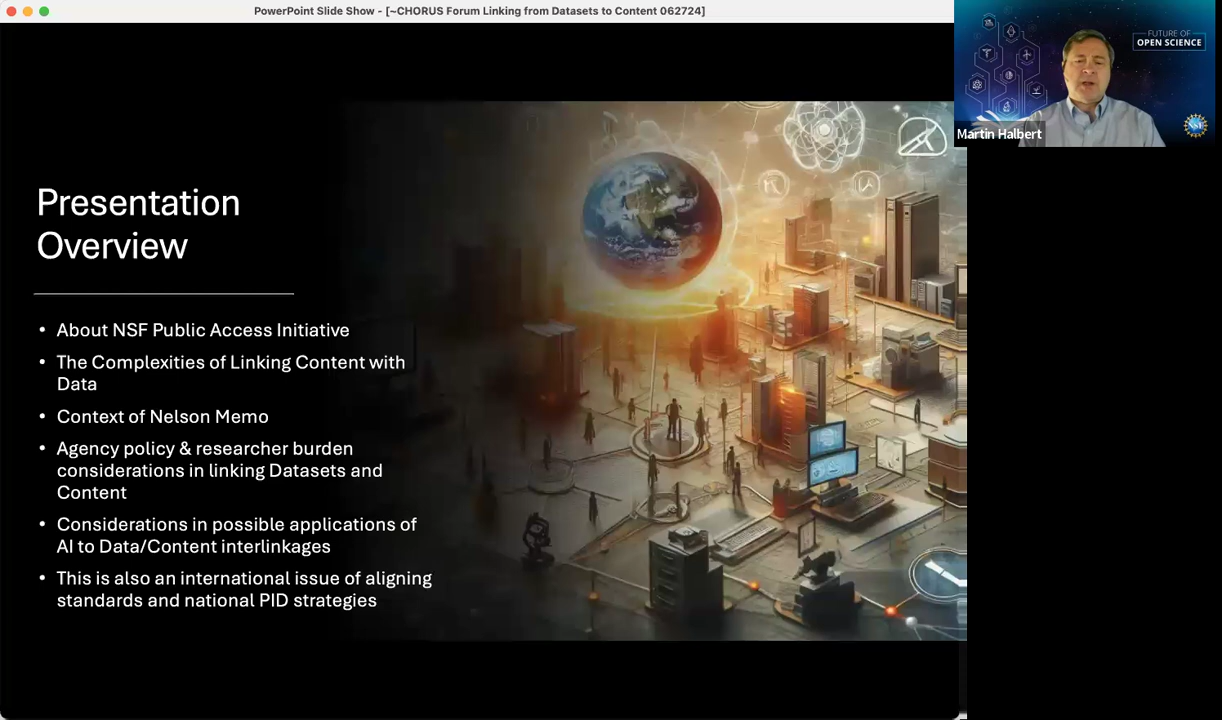 PowerPoint Slide Show - [~CHORUS Forum Linking from Datasets to Content 062724]
FUTURE OF
OPEN SCIENCE
NSF
Martin Halbert
Presentation
Overview
• About NSF Public Access Initiative
• The Complexities of Linking Content with
Data
• Context of Nelson Memo
• Agency policy & researcher burden
considerations in linking Datasets and
Content
• Considerations in possible applications of
AI to Data/Content interlinkages
• This is also an international issue of aligning
standards and national PID strategies